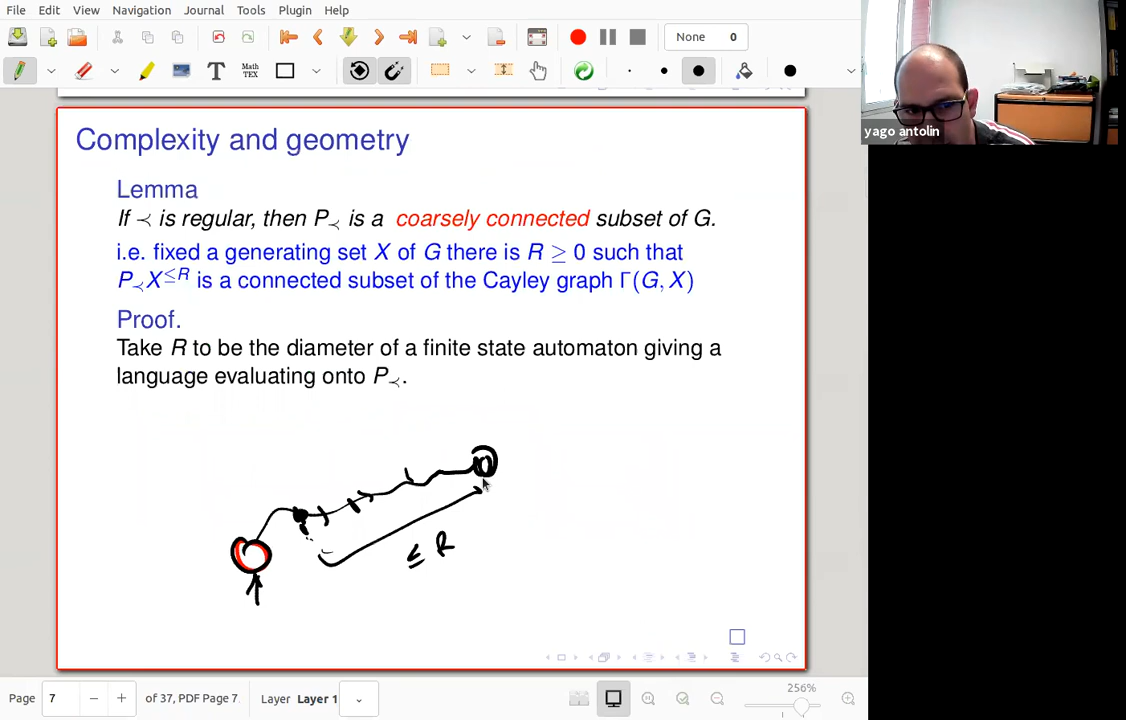 File Edit View Navigation Journal Tools Plugin Help
None 0
T MATH TEX
yago antolin
Complexity and geometry
Lemma
If ≺ is regular, then P≺ is a coarsely connected subset of G.
i.e. fixed a generating set X of G there is R ≥ 0 such that
P≺X^≤R is a connected subset of the Cayley graph Γ(G, X)
Proof.
Take R to be the diameter of a finite state automaton giving a
language evaluating onto P≺.
≤ R
Page 7 − + of 37, PDF Page 7 Layer Layer 1
256%